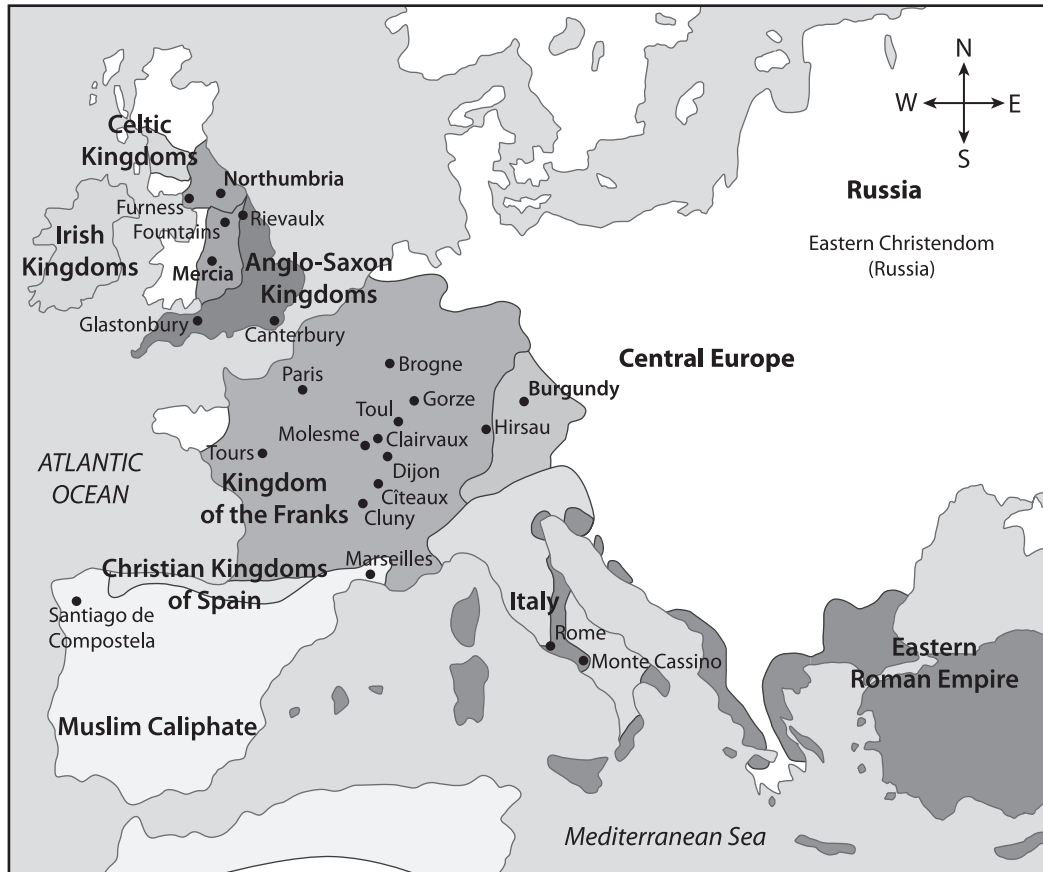 N
W E
S
Celtic
Kingdoms
Northumbria
Furness
Rievaulx
Fountains
Irish
Kingdoms
Mercia
Anglo-Saxon
Kingdoms
Glastonbury
Canterbury
Russia
Eastern Christendom
(Russia)
Central Europe
Brogne
Paris
Gorze
Burgundy
Toul
Hirsau
Molesme
Clairvaux
Tours
Dijon
ATLANTIC
OCEAN
Kingdom
of the Franks
Cîteaux
Cluny
Marseilles
Christian Kingdoms
of Spain
Santiago de
Compostela
Italy
Rome
Monte Cassino
Eastern
Roman Empire
Muslim Caliphate
Mediterranean Sea